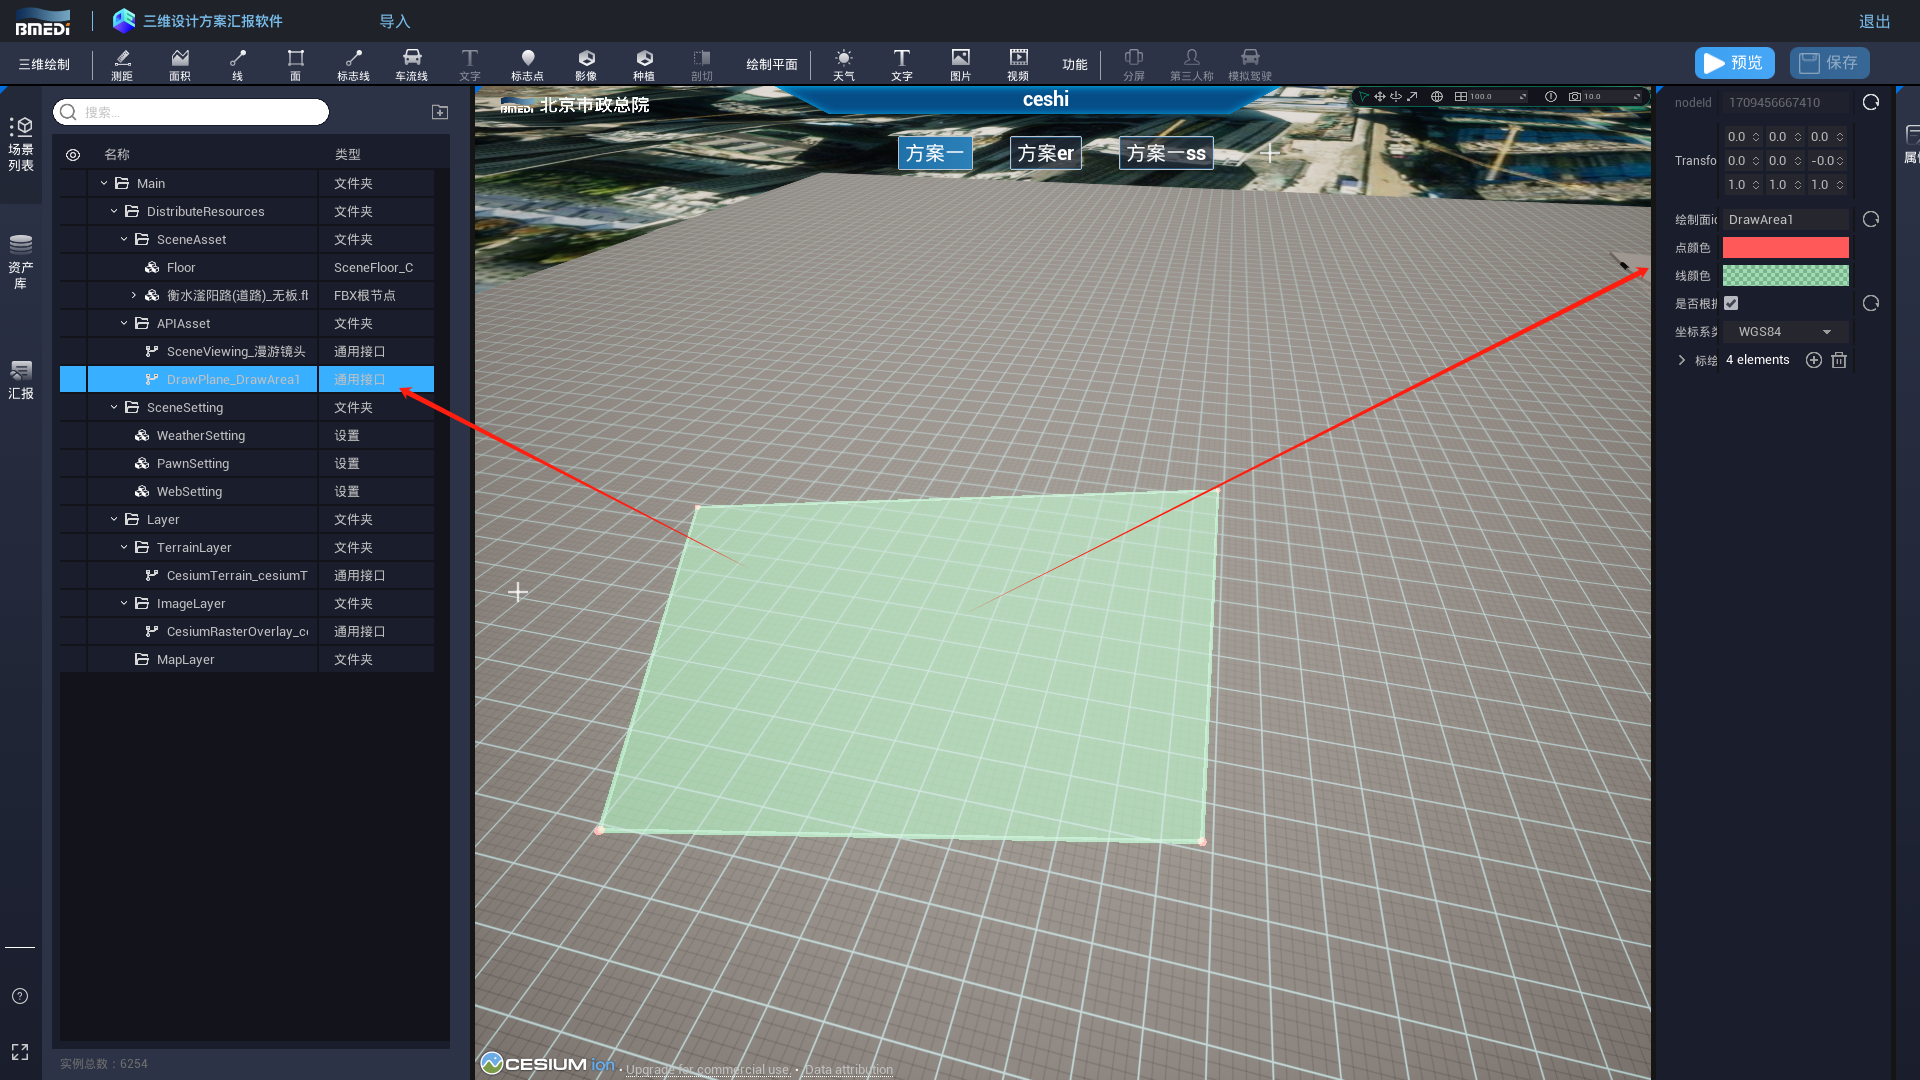 BMEDi
三维设计方案汇报软件
导入
退出
三维绘制
测距
面积
线
面
标志线
车流线
文字
标志点
影像
种植
剖切
绘制平面
天气
文字
图片
视频
功能
分屏
第三人称
模拟驾驶
预览
保存
场景列表
资产库
汇报
搜索...
名称 类型
Main 文件夹
DistributeResources 文件夹
SceneAsset 文件夹
Floor SceneFloor_C
衡水滏阳路(道路)_无板.fl FBX根节点
APIAsset 文件夹
SceneViewing_漫游镜头 通用接口
DrawPlane_DrawArea1 通用接口
SceneSetting 文件夹
WeatherSetting 设置
PawnSetting 设置
WebSetting 设置
Layer 文件夹
TerrainLayer 文件夹
CesiumTerrain_cesiumT 通用接口
ImageLayer 文件夹
CesiumRasterOverlay_c 通用接口
MapLayer 文件夹
实例总数：6254
BMEDi 北京市政总院
ceshi
100.0
10.0
方案一
方案er
方案一ss
CESIUM ion
Upgrade for commercial use.
· Data attribution
nodeId 1709456667410
0.0 0.0 0.0
Transfo 0.0 0.0 -0.0
1.0 1.0 1.0
绘制面ic DrawArea1
点颜色
线颜色
是否根据
坐标系类 WGS84
标绘 4 elements
属性